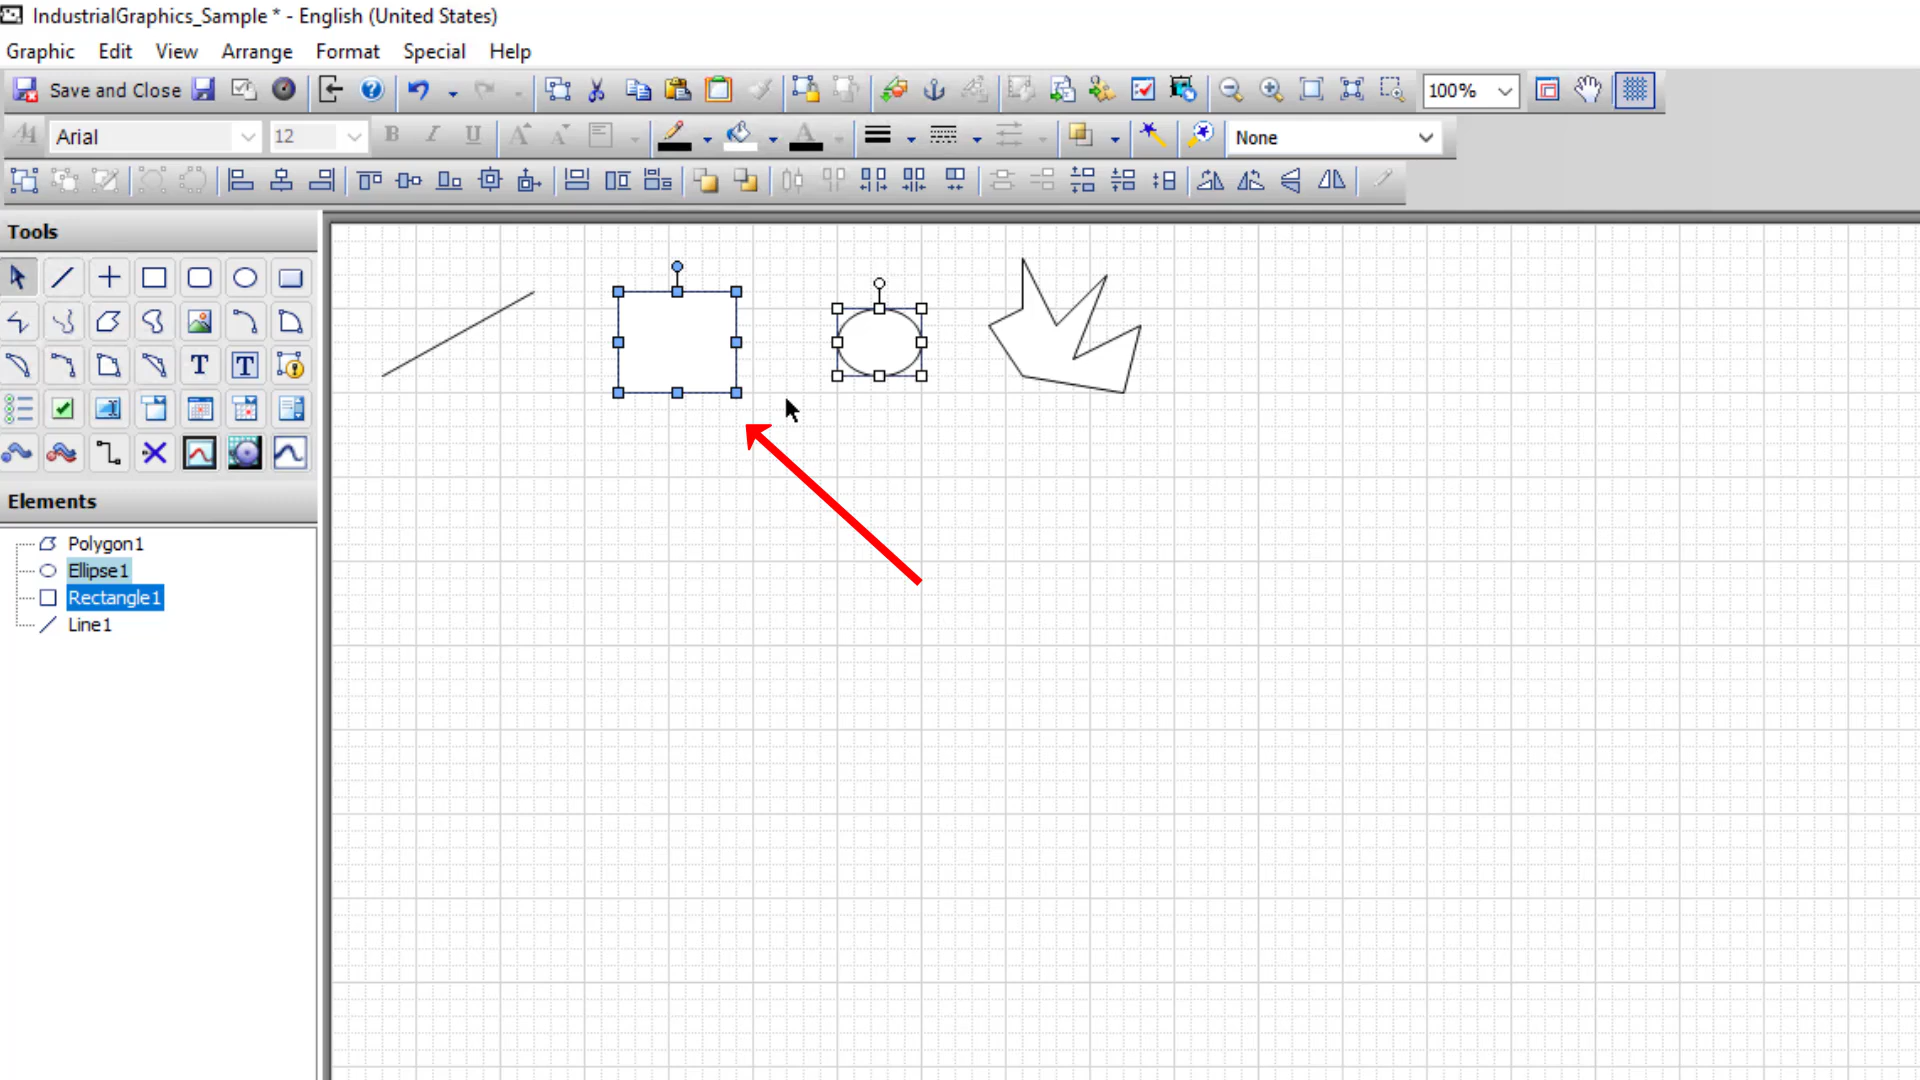 IndustrialGraphics_Sample * - English (United States)
Graphic Edit View Arrange Format Special Help
Save and Close 100%
Arial 12 B I U A A A None
Tools
T T
Elements
Polygon1
Ellipse1
Rectangle1
Line1